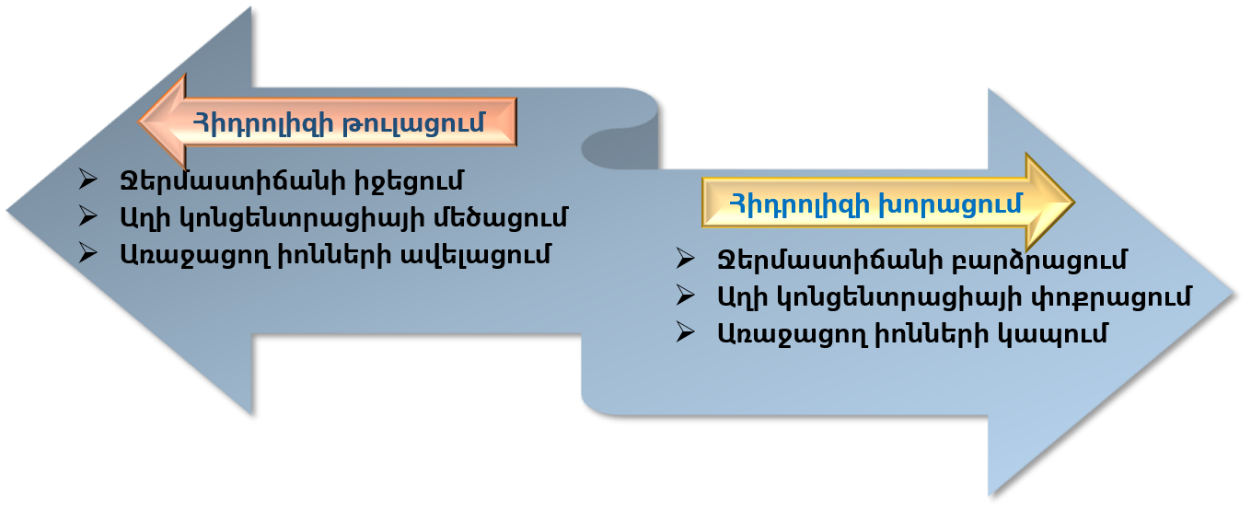 Հիդրոլիզի թուլացում
Ջերմաստիճանի իջեցում
Աղի կոնցենտրացիայի մեծացում
Առաջացող իոնների ավելացում
Հիդրոլիզի խորացում
Ջերմաստիճանի բարձրացում
Աղի կոնցենտրացիայի փոքրացում
Առաջացող իոնների կապում